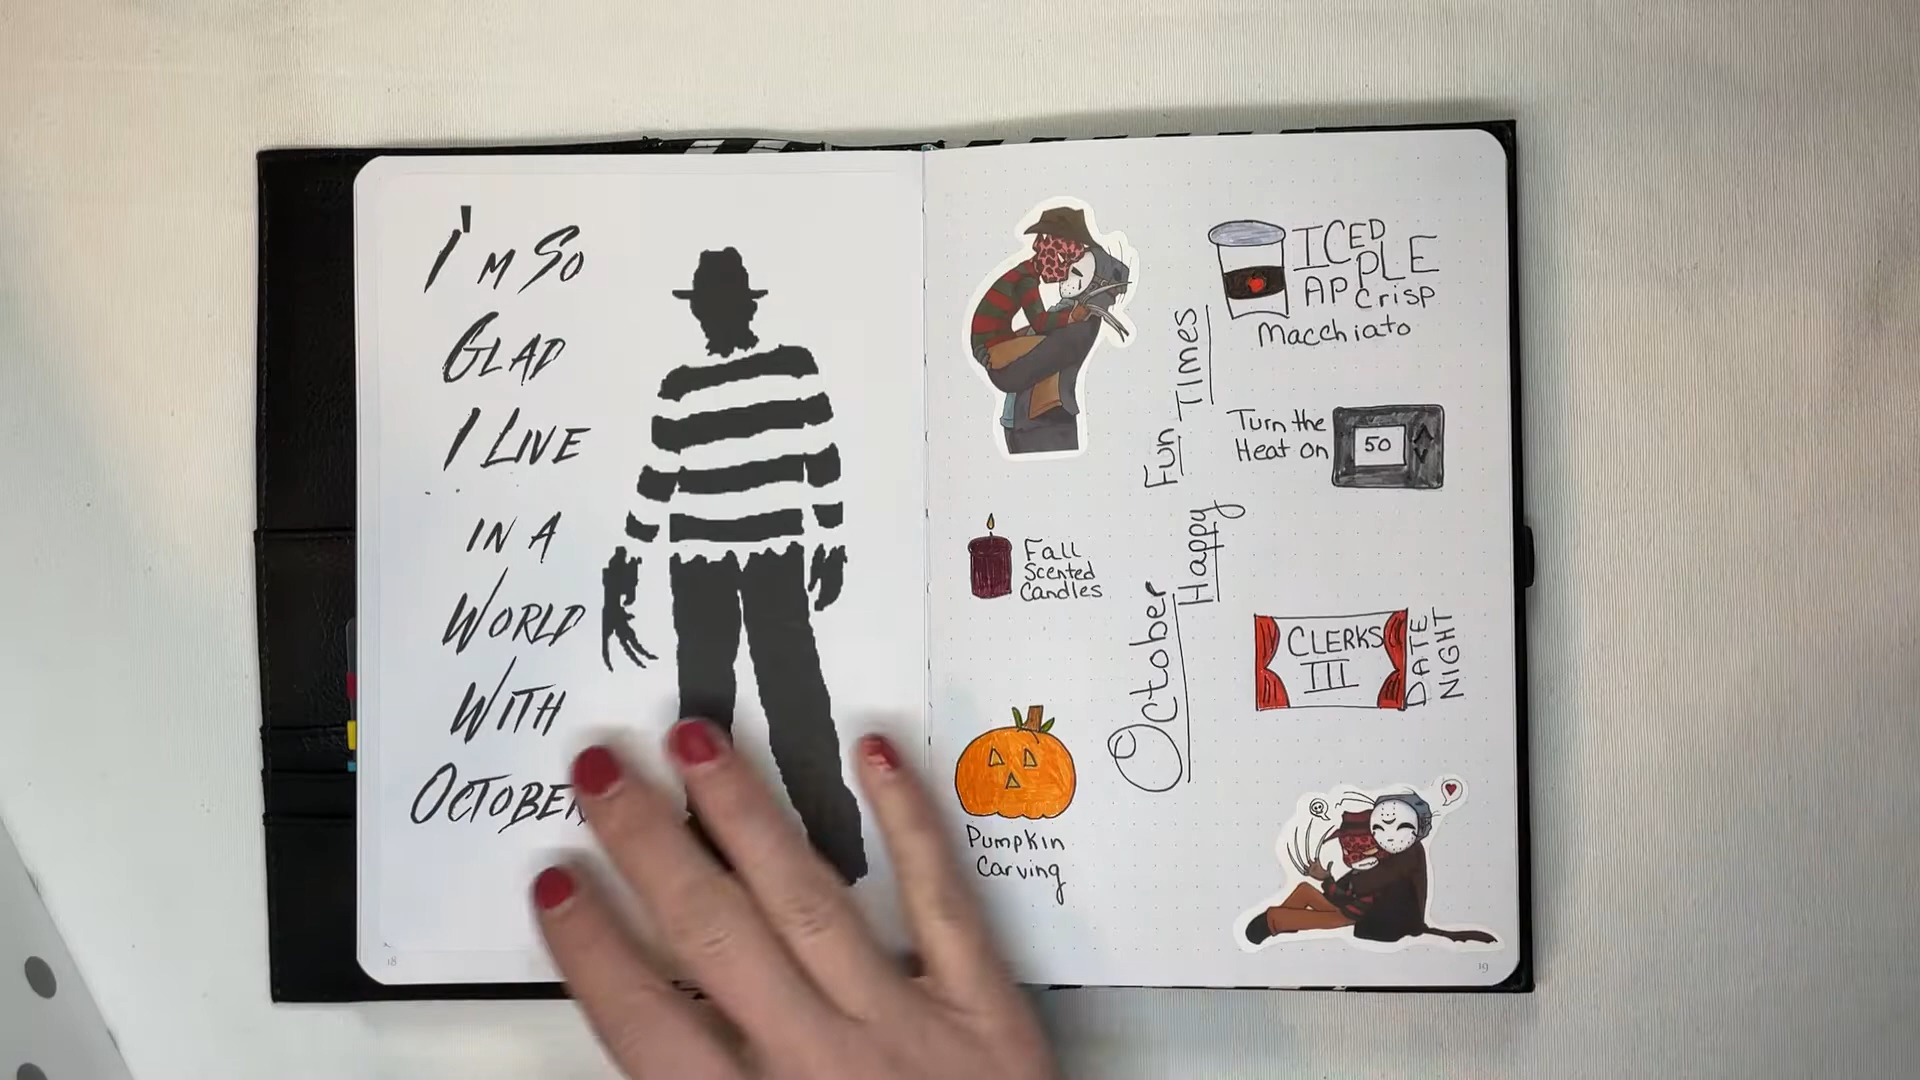 I'm So
Glad
I Live
in a
World
With
October
18
October
Happy
Fun
Times
ICED
APPLE
Crisp
Macchiato
Turn the
Heat on
50
Fall
Scented
Candles
CLERKS
III
DATE
NIGHT
Pumpkin
Carving
19